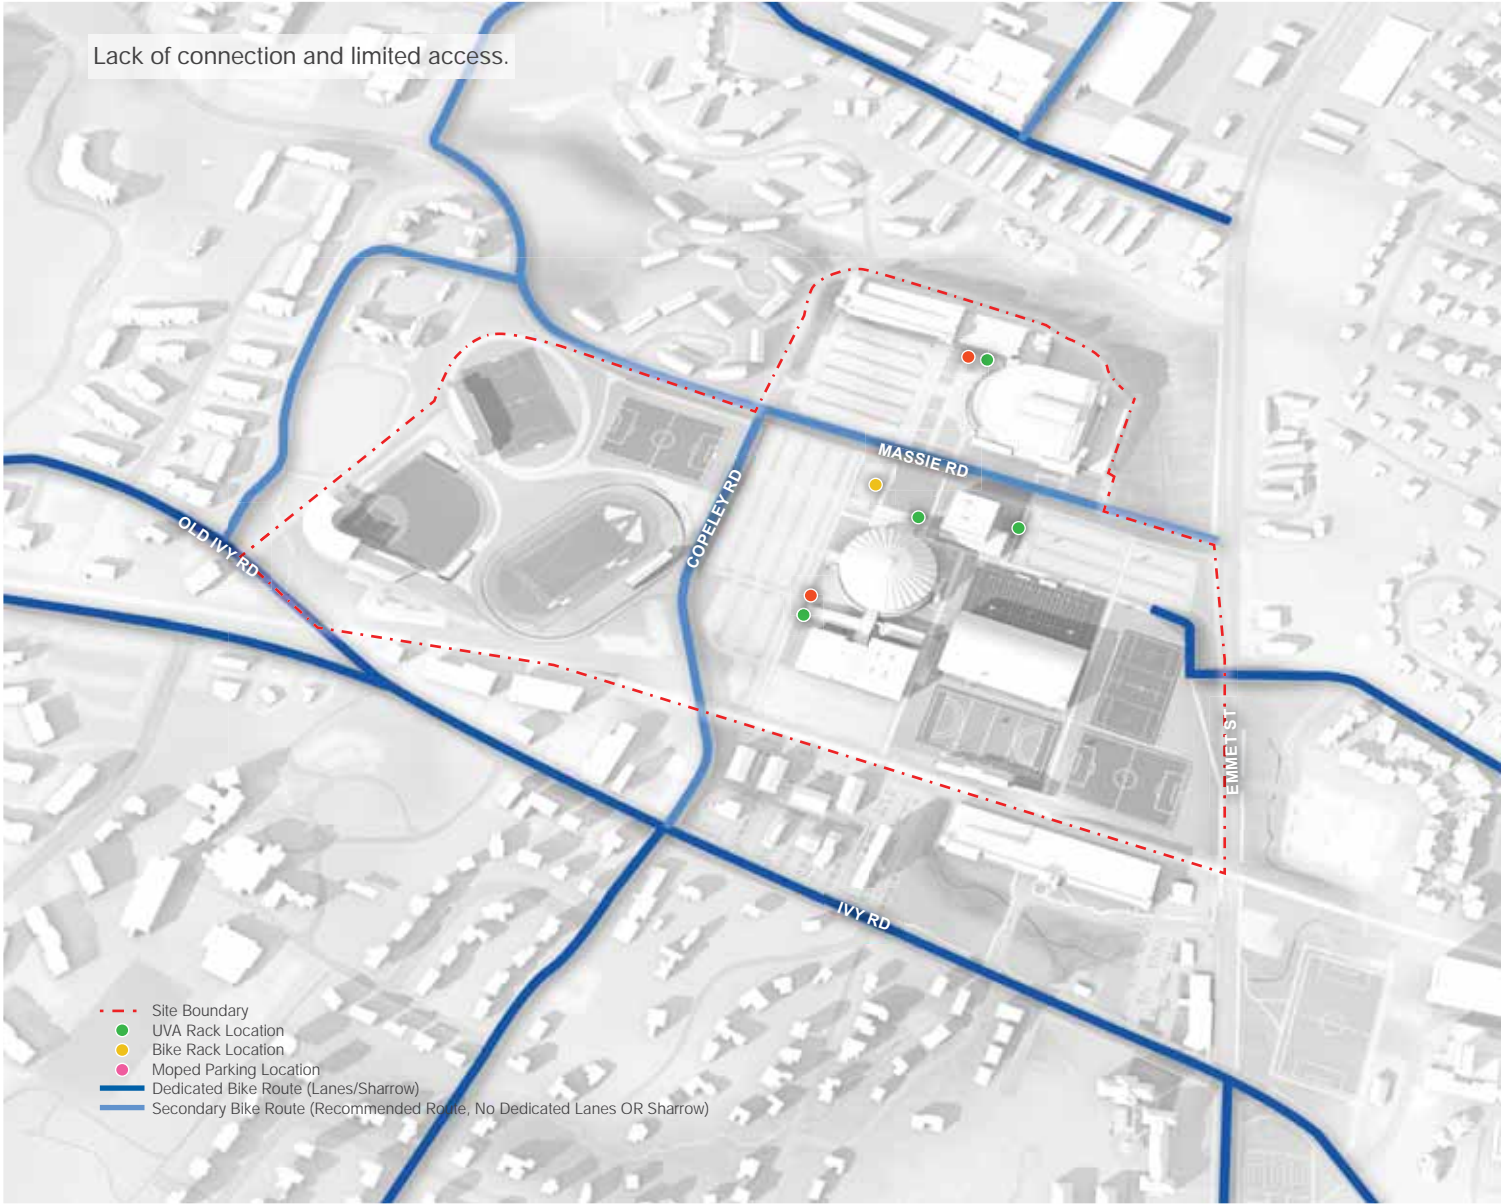 Lack of connection and limited access.
MASSIE RD
COPELEY RD
OLD IVY RD
EMMET ST
IVY RD
Site Boundary
UVA Rack Location
Bike Rack Location
Moped Parking Location
Dedicated Bike Route (Lanes/Sharrow)
Secondary Bike Route (Recommended Route, No Dedicated Lanes OR Sharrow)